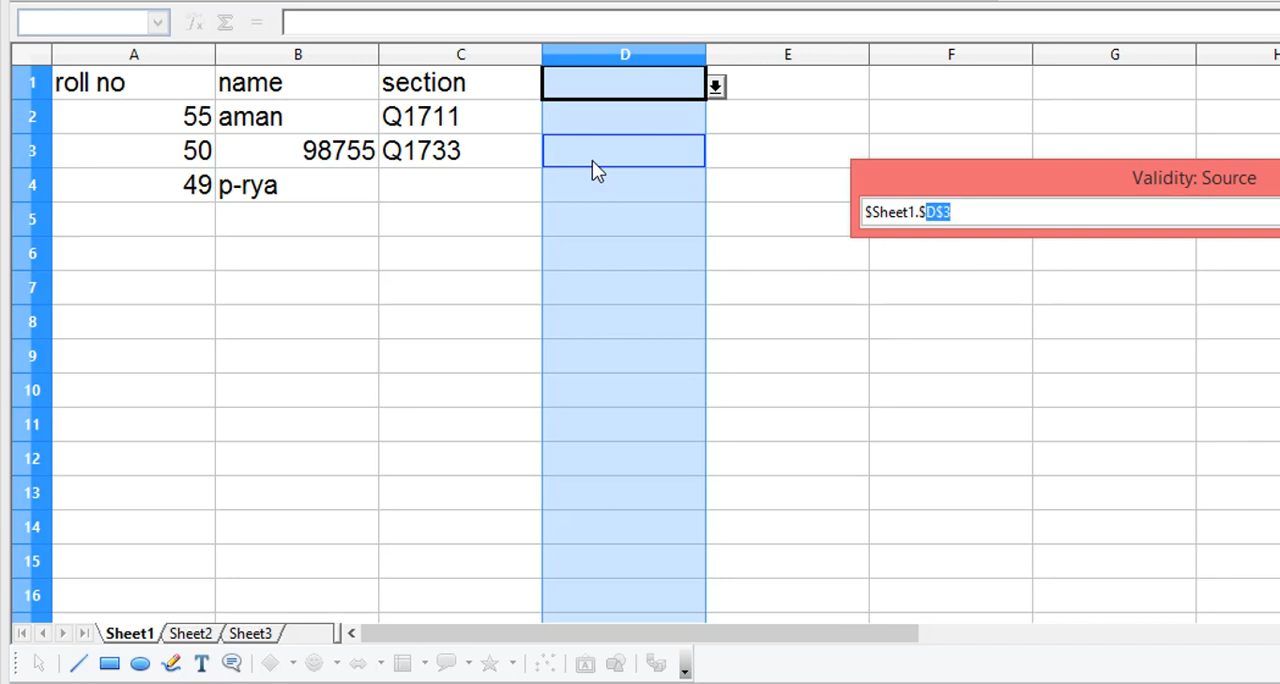 A B C D E F G H
1 roll no name section
2 55 aman Q1711
3 50 98755 Q1733
4 49 p-rya
5
6
7
8
9
10
11
12
13
14
15
16
Validity: Source
$Sheet1.$D$3
Sheet1 Sheet2 Sheet3